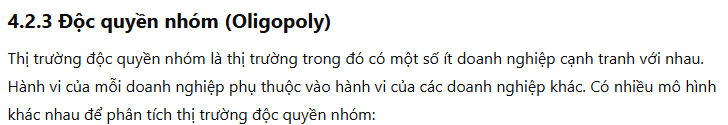 4.2.3 Độc quyền nhóm (Oligopoly)
Thị trường độc quyền nhóm là thị trường trong đó có một số ít doanh nghiệp cạnh tranh với nhau.
Hành vi của mỗi doanh nghiệp phụ thuộc vào hành vi của các doanh nghiệp khác. Có nhiều mô hình
khác nhau để phân tích thị trường độc quyền nhóm: